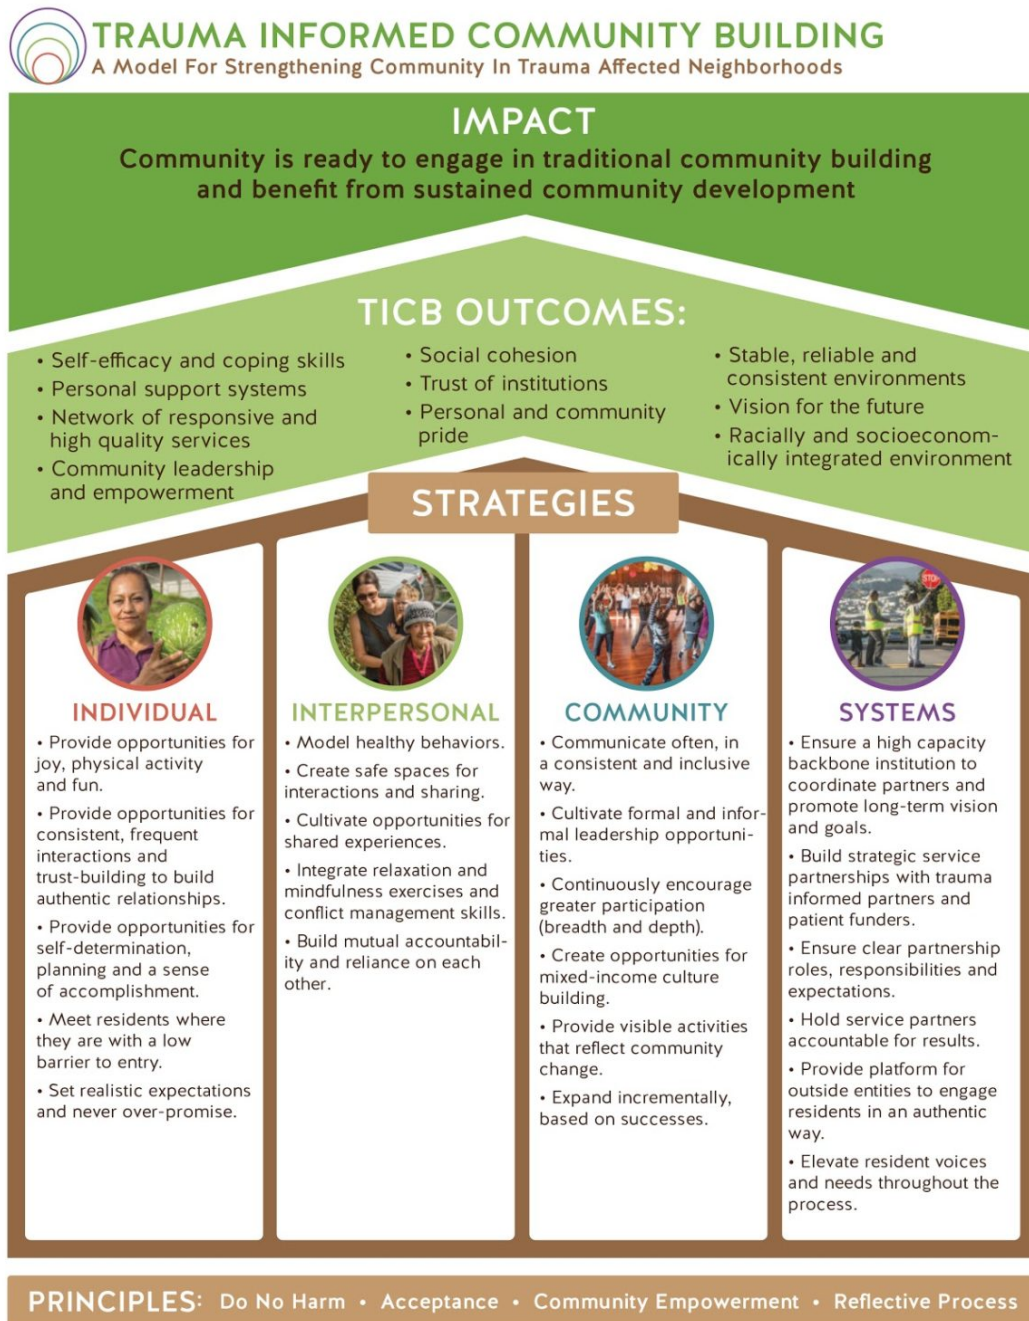 TRAUMA INFORMED COMMUNITY BUILDING
A Model For Strengthening Community In Trauma Affected Neighborhoods
IMPACT
Community is ready to engage in traditional community building
and benefit from sustained community development
TICB OUTCOMES:
• Self-efficacy and coping skills
• Personal support systems
• Network of responsive and
high quality services
• Community leadership
and empowerment
• Social cohesion
• Trust of institutions
• Personal and community
pride
• Stable, reliable and
consistent environments
• Vision for the future
• Racially and socioeconom-
ically integrated environment
STRATEGIES
INDIVIDUAL
• Provide opportunities for
joy, physical activity
and fun.
• Provide opportunities for
consistent, frequent
interactions and
trust-building to build
authentic relationships.
• Provide opportunities for
self-determination,
planning and a sense
of accomplishment.
• Meet residents where
they are with a low
barrier to entry.
• Set realistic expectations
and never over-promise.
INTERPERSONAL
• Model healthy behaviors.
• Create safe spaces for
interactions and sharing.
• Cultivate opportunities for
shared experiences.
• Integrate relaxation and
mindfulness exercises and
conflict management skills.
• Build mutual accountabil-
ity and reliance on each
other.
COMMUNITY
• Communicate often, in
a consistent and inclusive
way.
• Cultivate formal and infor-
mal leadership opportuni-
ties.
• Continuously encourage
greater participation
(breadth and depth).
• Create opportunities for
mixed-income culture
building.
• Provide visible activities
that reflect community
change.
• Expand incrementally,
based on successes.
STOP
SYSTEMS
• Ensure a high capacity
backbone institution to
coordinate partners and
promote long-term vision
and goals.
• Build strategic service
partnerships with trauma
informed partners and
patient funders.
• Ensure clear partnership
roles, responsibilities and
expectations.
• Hold service partners
accountable for results.
• Provide platform for
outside entities to engage
residents in an authentic
way.
• Elevate resident voices
and needs throughout the
process.
PRINCIPLES: Do No Harm • Acceptance • Community Empowerment • Reflective Process